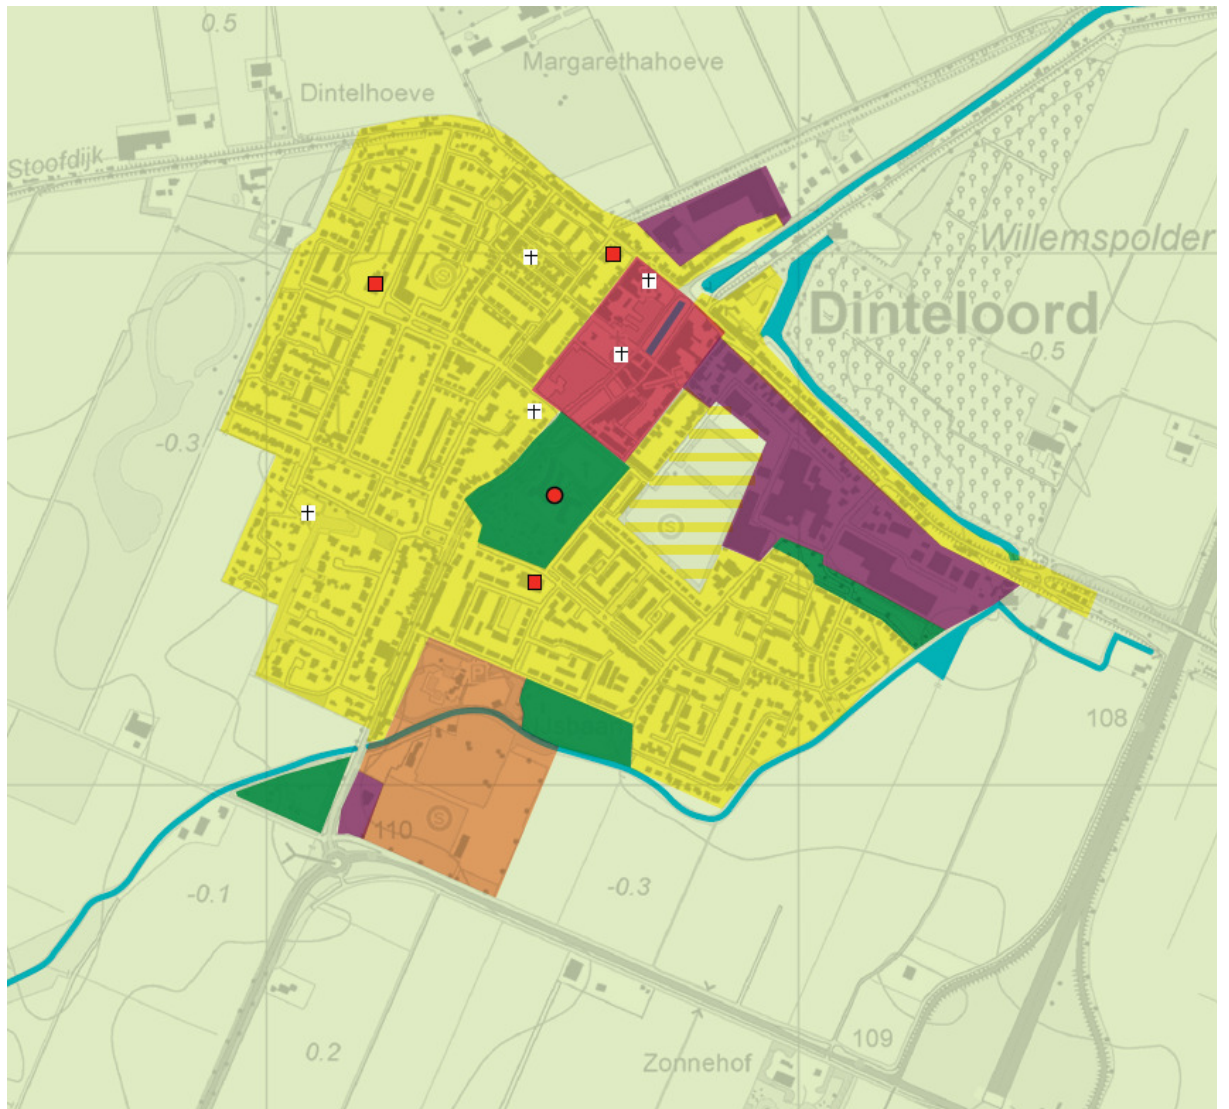 0.5
Margarethahoeve
Dintelhoeve
Stoofdijk
Willemspolder
S
Dinteloord
-0.5
-0.3
S
108
110
S
-0.1
-0.3
109
0.2
Zonnehof